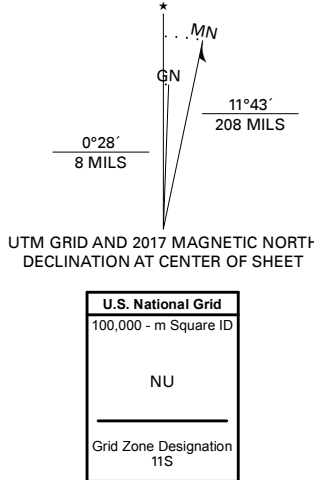 MN
GN
0°28´
8 MILS
11°43´
208 MILS
UTM GRID AND 2017 MAGNETIC NORTH
DECLINATION AT CENTER OF SHEET
U.S. National Grid
100,000 - m Square ID
NU
Grid Zone Designation
11S